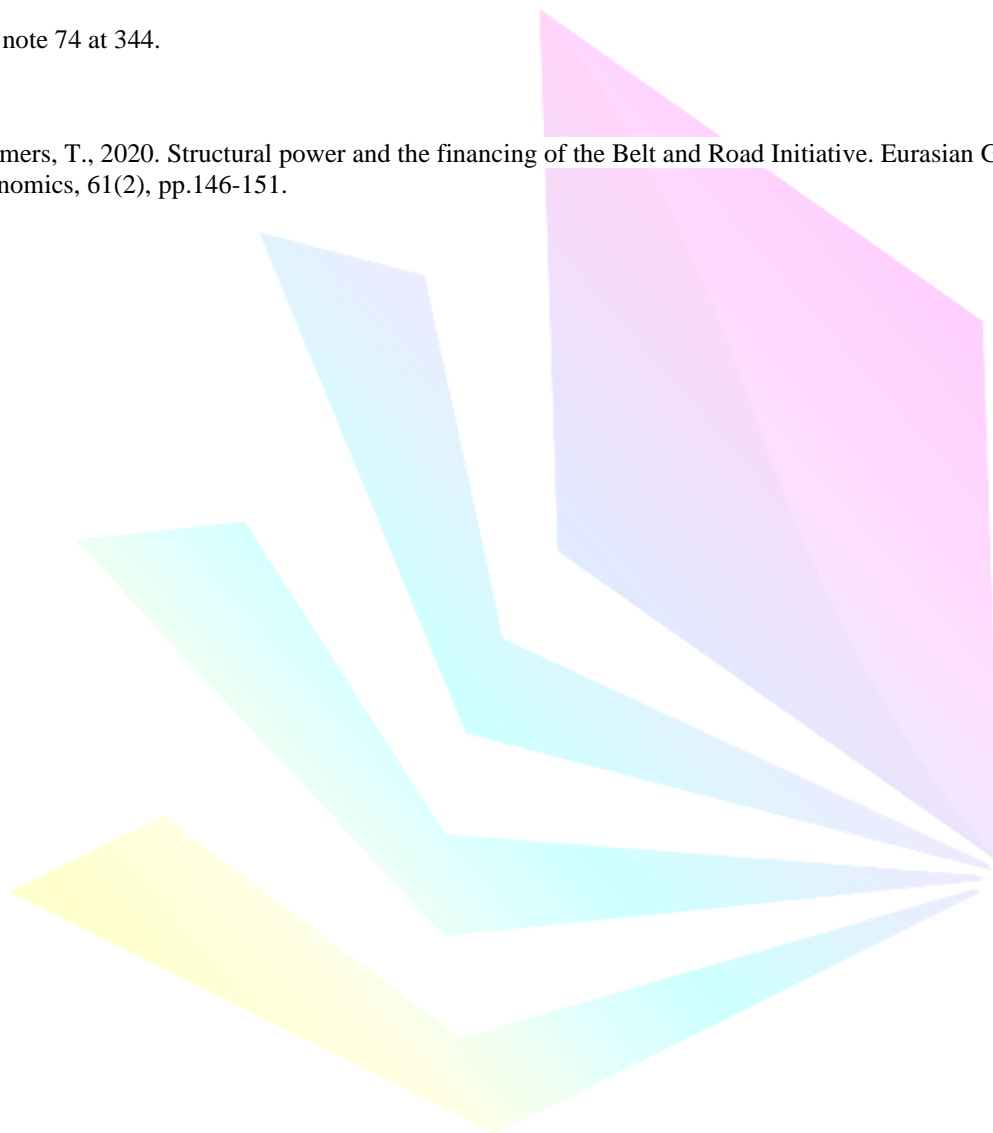 note 74 at 344.
mers, T., 2020. Structural power and the financing of the Belt and Road Initiative. Eurasian G
nomics, 61(2), pp.146-151.